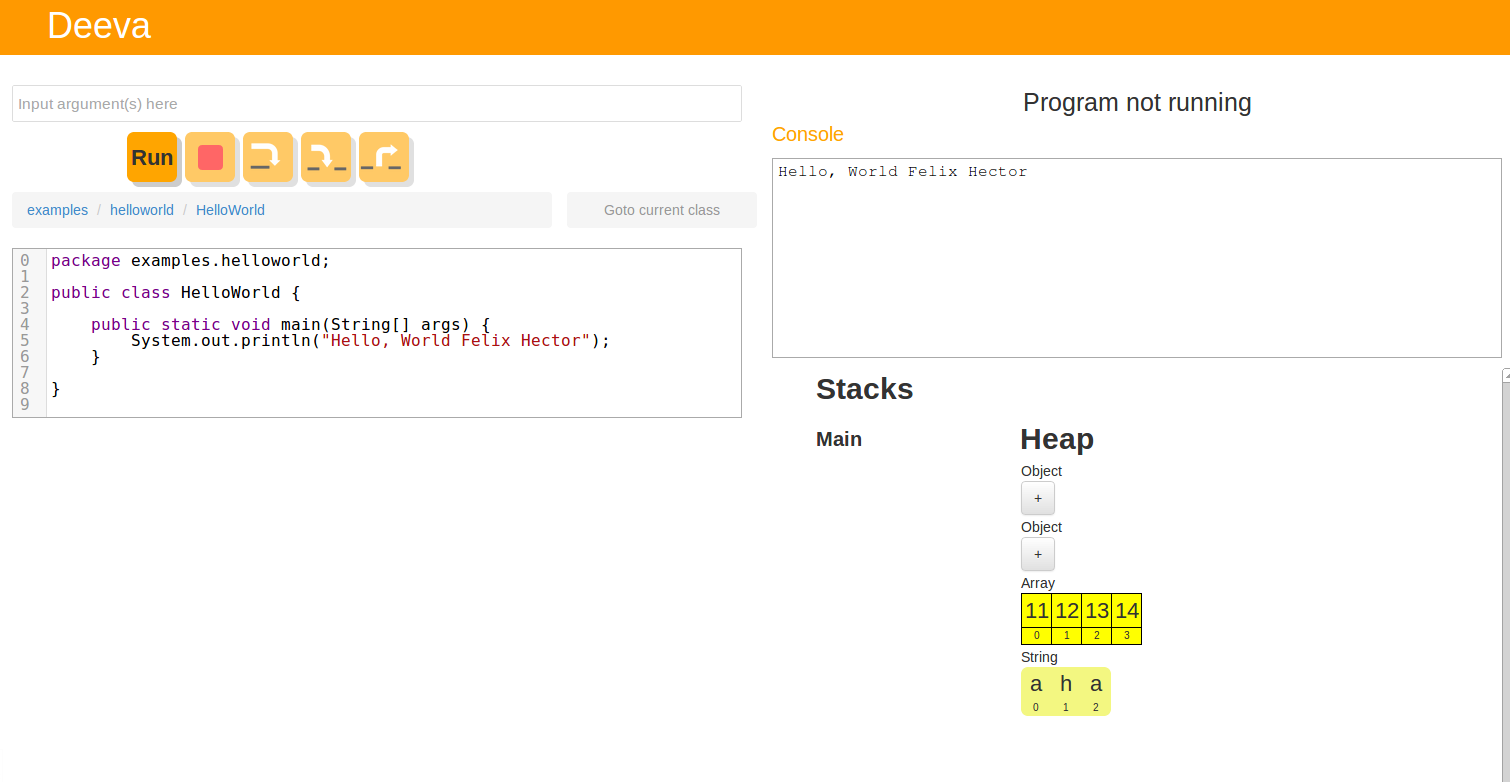 Deeva
Input argument(s) here
Run
examples / helloworld / HelloWorld
Goto current class
0 package examples.helloworld;
1
2 public class HelloWorld {
3
4     public static void main(String[] args) {
5         System.out.println("Hello, World Felix Hector");
6     }
7
8 }
9
Program not running
Console
Hello, World Felix Hector
Stacks
Main
Heap
Object
+
Object
+
Array
11 12 13 14
0 1 2 3
String
a h a
0 1 2